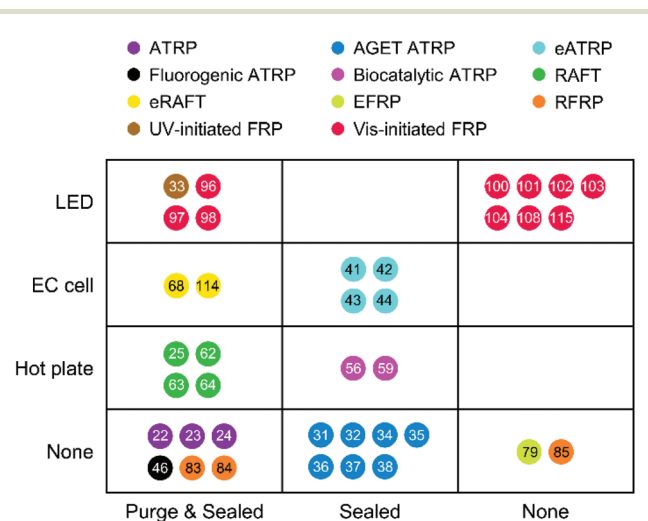 ATRP AGET ATRP eATRP
Fluorogenic ATRP Biocatalytic ATRP RAFT
eRAFT EFRP RFRP
UV-initiated FRP Vis-initiated FRP
LED
33 96
97 98
100 101 102 103
104 108 115
EC cell
68 114
41 42
43 44
Hot plate
25 62
63 64
56 59
None
22 23 24
46 83 84
31 32 34 35
36 37 38
79 85
Purge & Sealed Sealed None